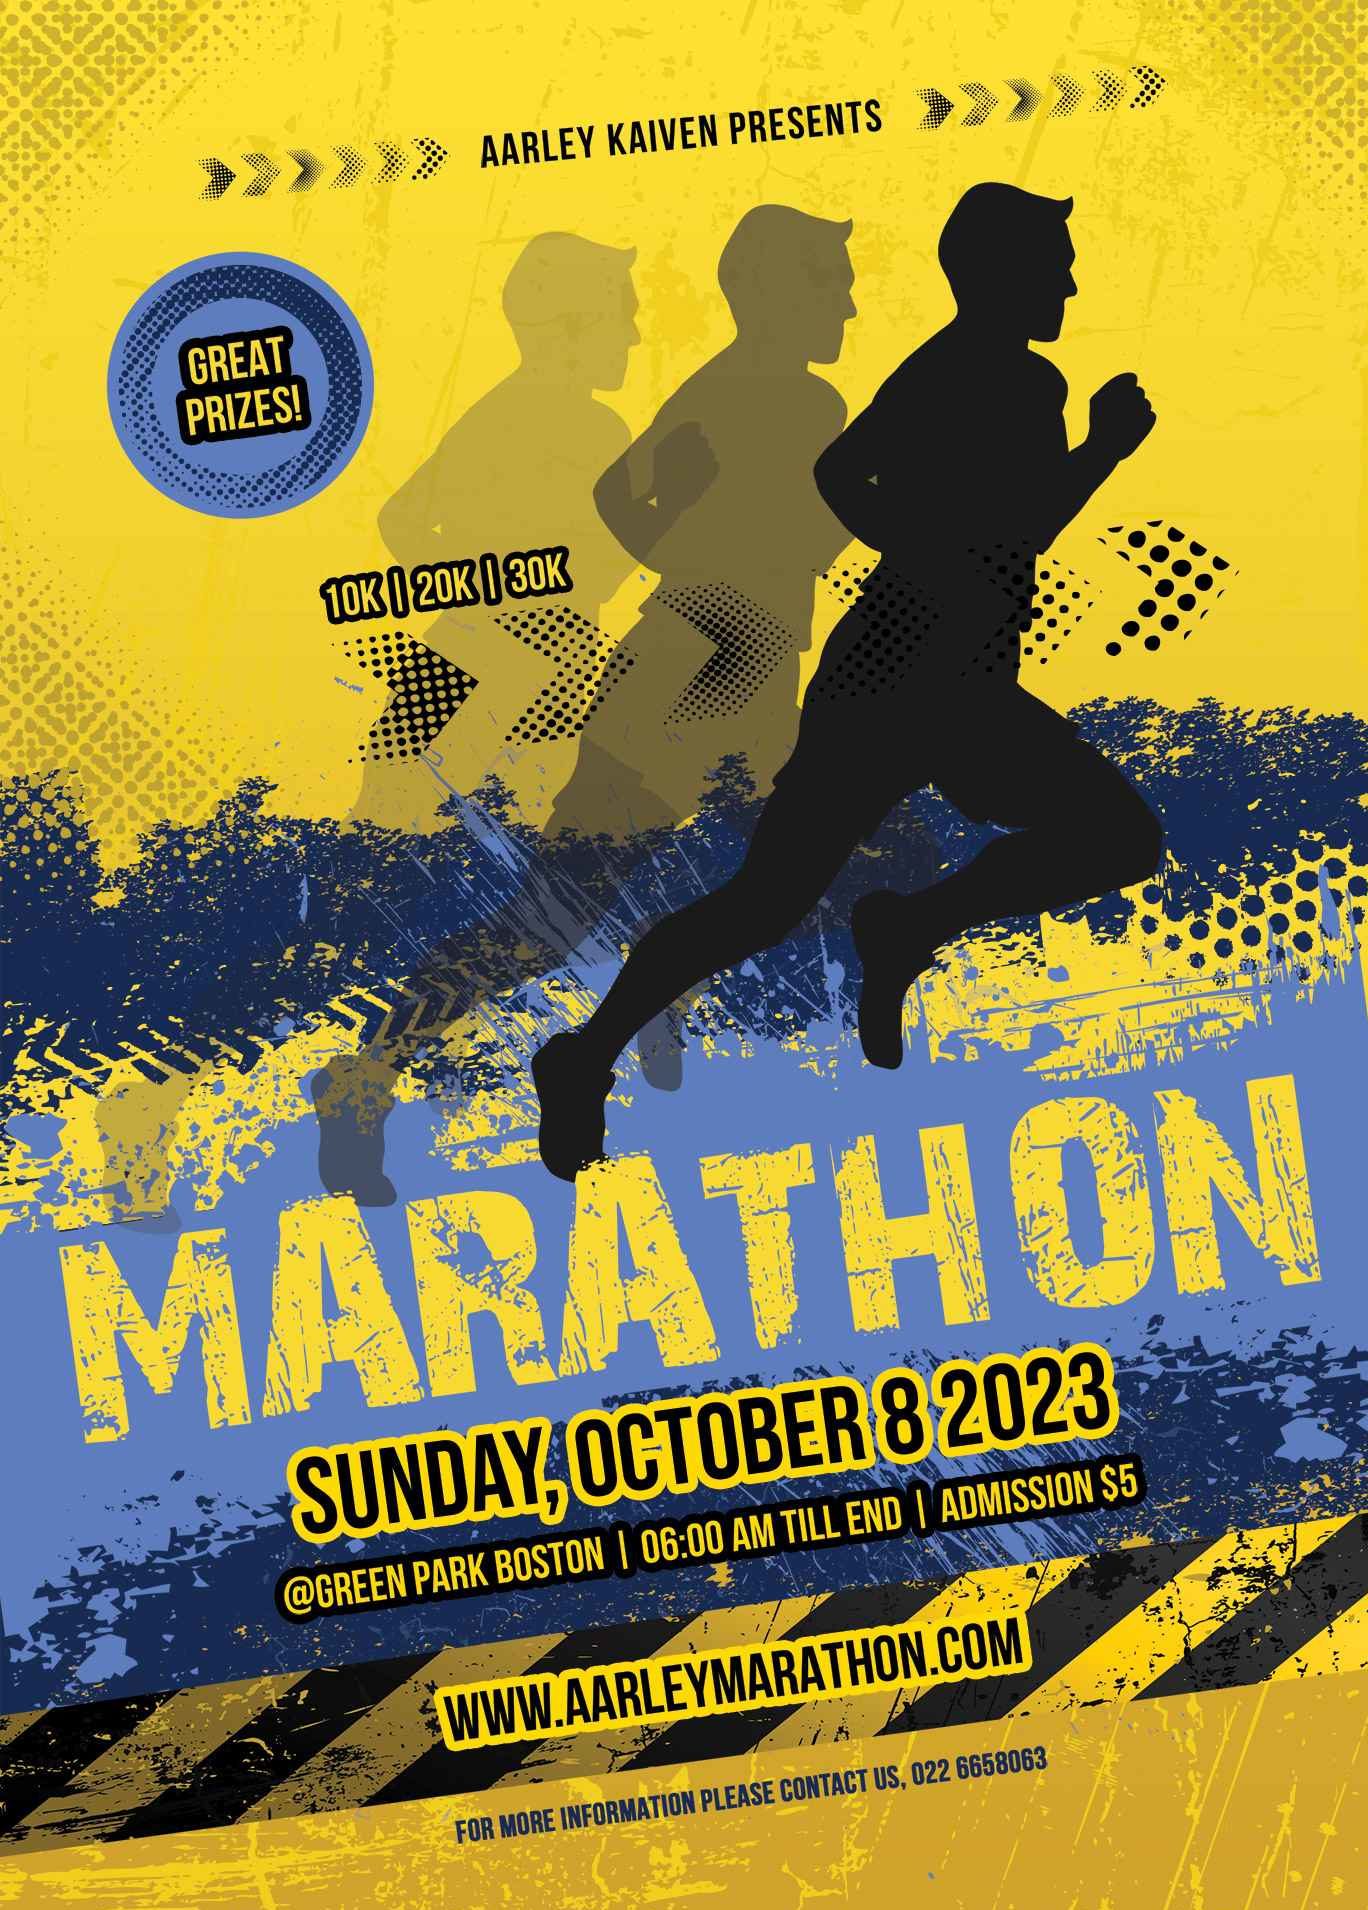 AARLEY KAIVEN PRESENTS
GREAT
PRIZES!
10K | 20K | 30K
MARATHON
SUNDAY, OCTOBER 8 2023
@GREEN PARK BOSTON | 06:00 AM TILL END | ADMISSION $5
WWW.AARLEYMARATHON.COM
FOR MORE INFORMATION PLEASE CONTACT US, 022 6658063